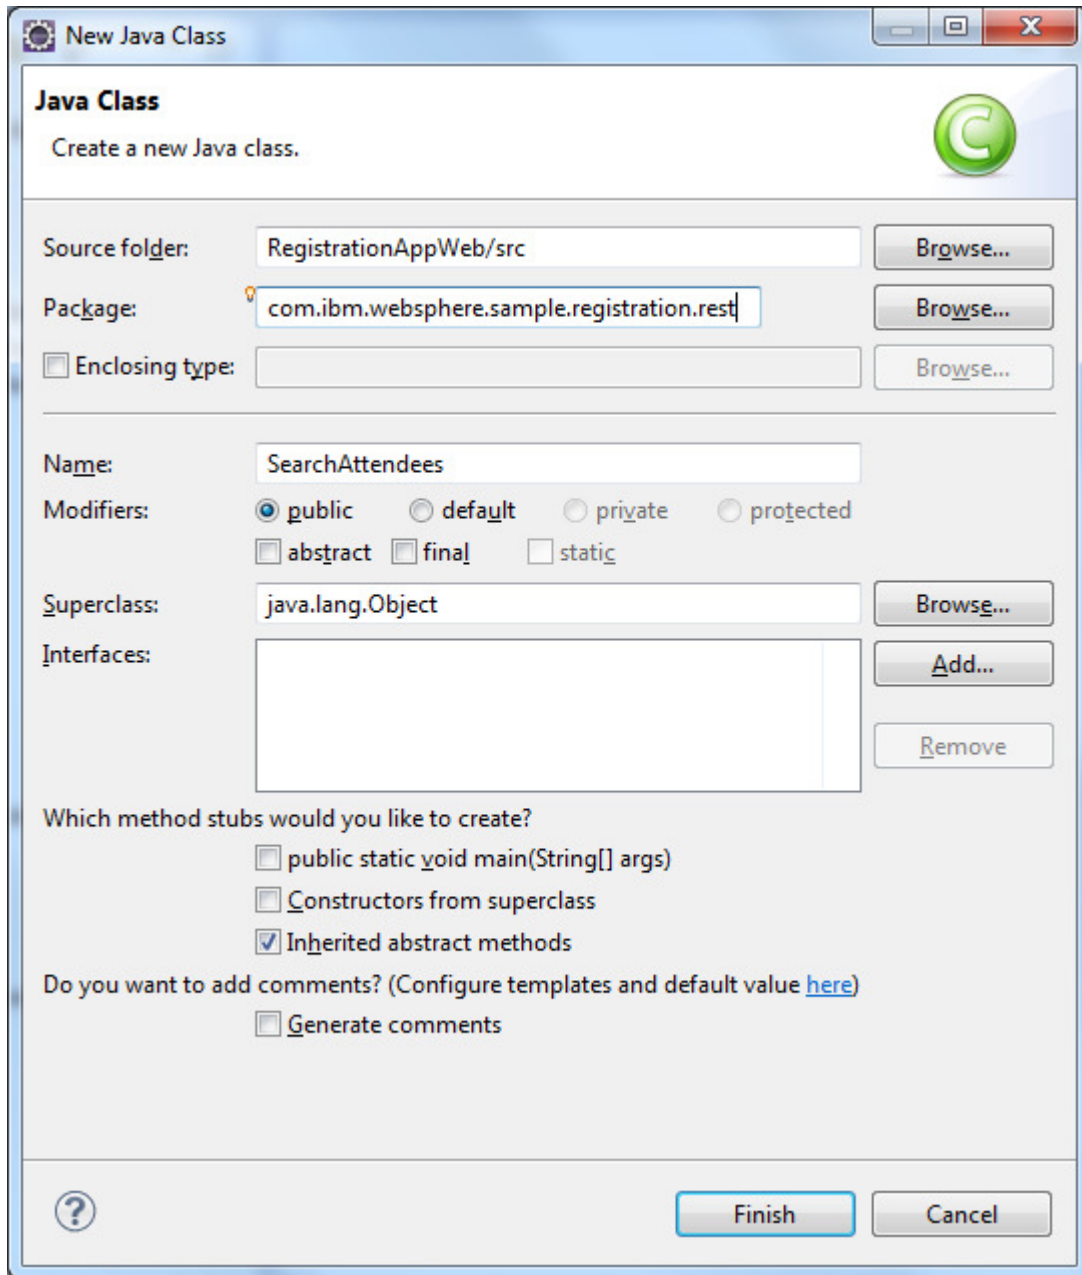 New Java Class
Java Class
Create a new Java class.
Source folder: RegistrationAppWeb/src Browse...
Package: com.ibm.websphere.sample.registration.rest Browse...
Enclosing type: Browse...
Name: SearchAttendees
Modifiers: public default private protected
abstract final static
Superclass: java.lang.Object Browse...
Interfaces: Add...
Remove
Which method stubs would you like to create?
public static void main(String[] args)
Constructors from superclass
Inherited abstract methods
Do you want to add comments? (Configure templates and default value here)
Generate comments
? Finish Cancel